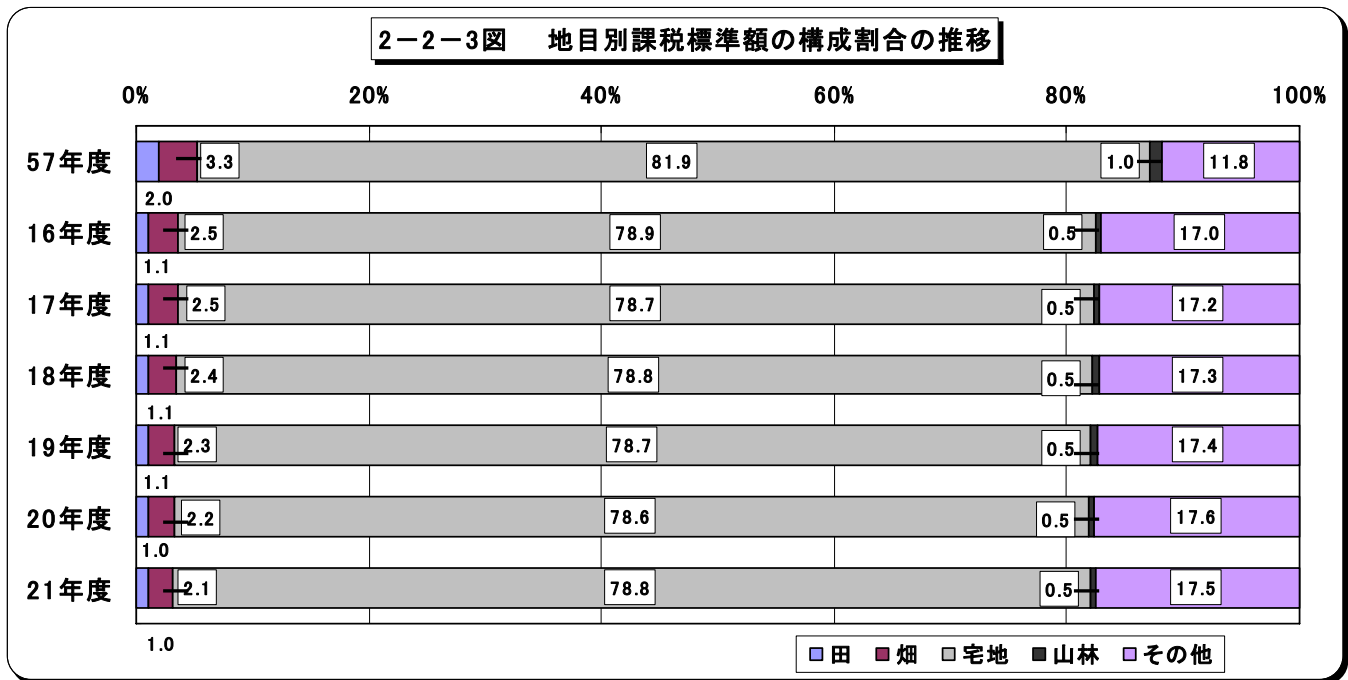 2－2－3図 地目別課税標準額の構成割合の推移
0% 20% 40% 60% 80% 100%
57年度 3.3 81.9 1.0 11.8
2.0
16年度 2.5 78.9 0.5 17.0
1.1
17年度 2.5 78.7 0.5 17.2
1.1
18年度 2.4 78.8 0.5 17.3
1.1
19年度 2.3 78.7 0.5 17.4
1.1
20年度 2.2 78.6 0.5 17.6
1.0
21年度 2.1 78.8 0.5 17.5
1.0
田 畑 宅地 山林 その他